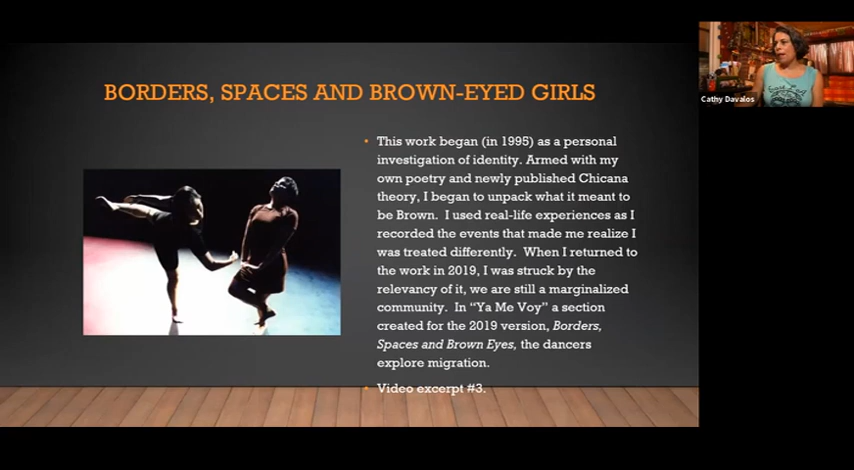 BORDERS, SPACES AND BROWN-EYED GIRLS
• This work began (in 1995) as a personal
investigation of identity. Armed with my
own poetry and newly published Chicana
theory, I began to unpack what it meant to
be Brown. I used real-life experiences as I
recorded the events that made me realize I
was treated differently. When I returned to
the work in 2019, I was struck by the
relevancy of it, we are still a marginalized
community. In “Ya Me Voy” a section
created for the 2019 version, Borders,
Spaces and Brown Eyes, the dancers
explore migration.
• Video excerpt #3.
Cathy Davalos